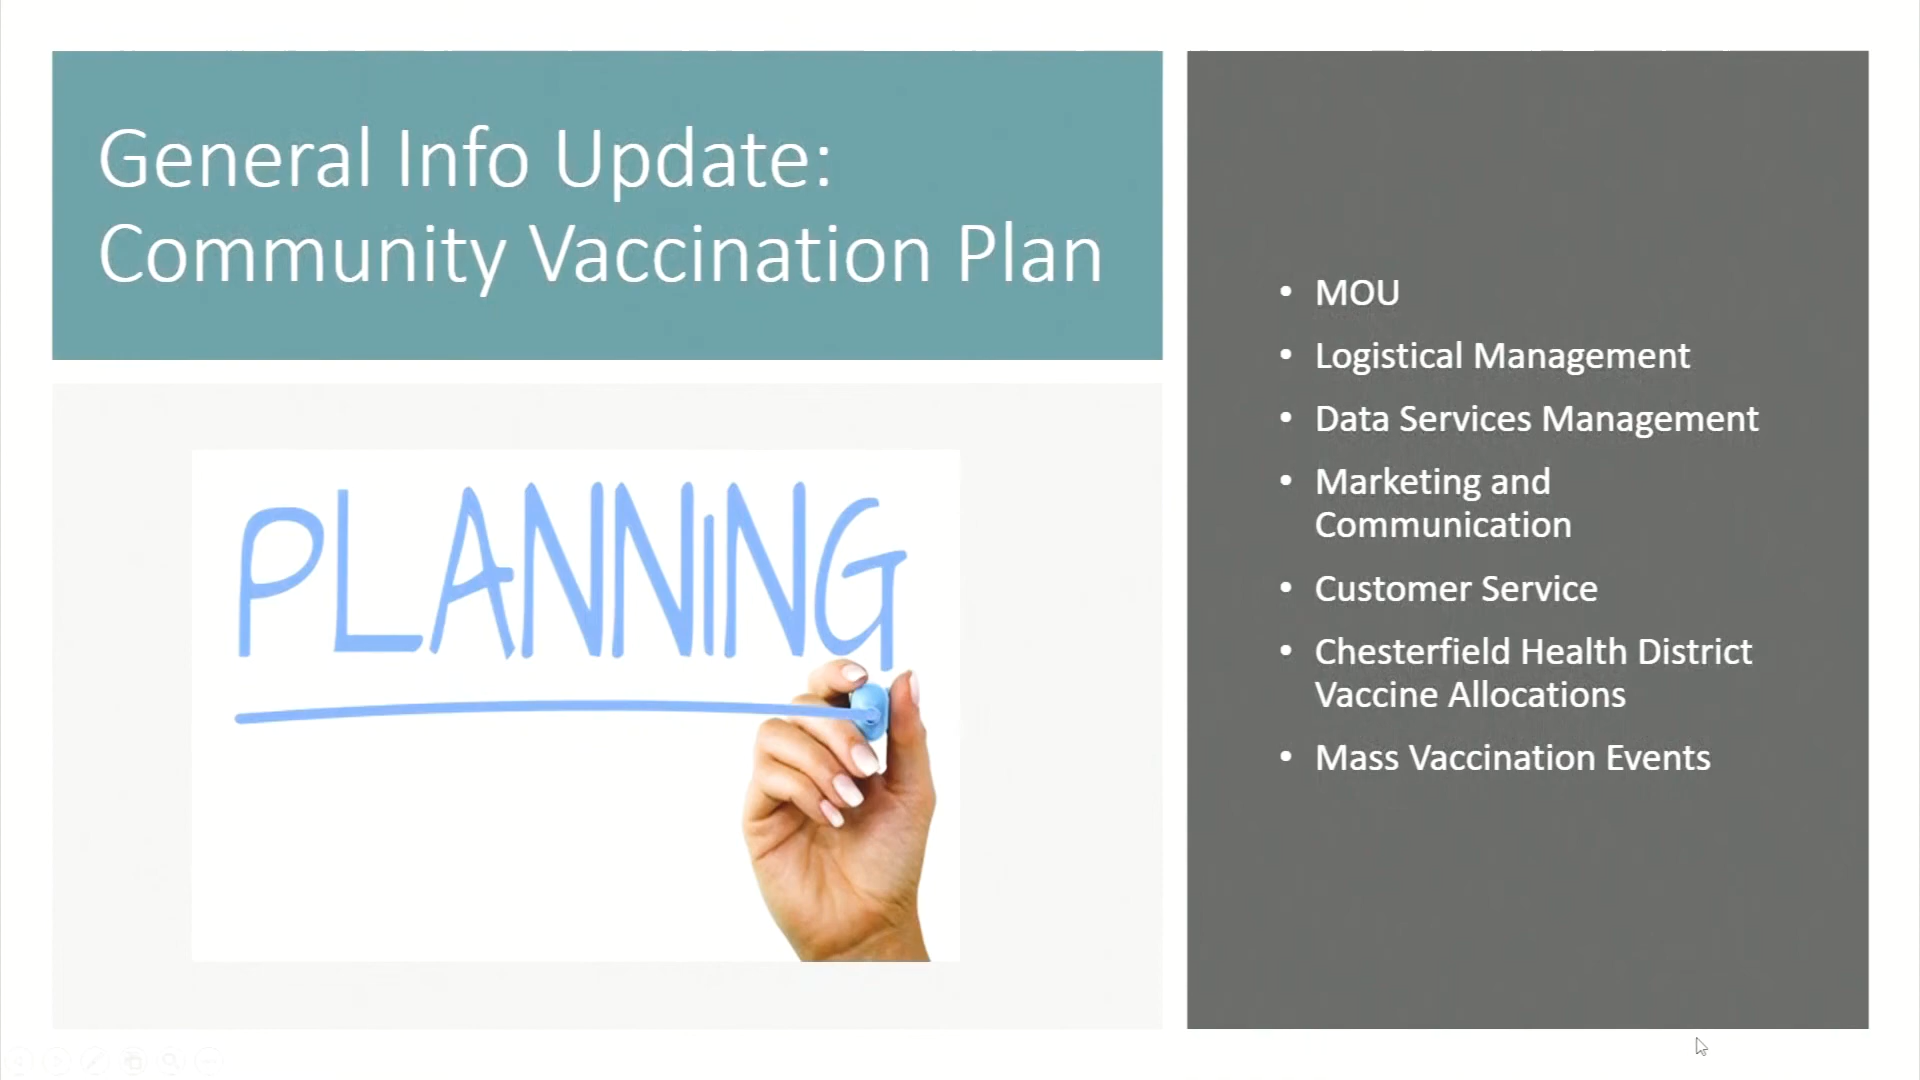 General Info Update:
Community Vaccination Plan
PLANNiNG
• MOU
• Logistical Management
• Data Services Management
• Marketing and
Communication
• Customer Service
• Chesterfield Health District
Vaccine Allocations
• Mass Vaccination Events